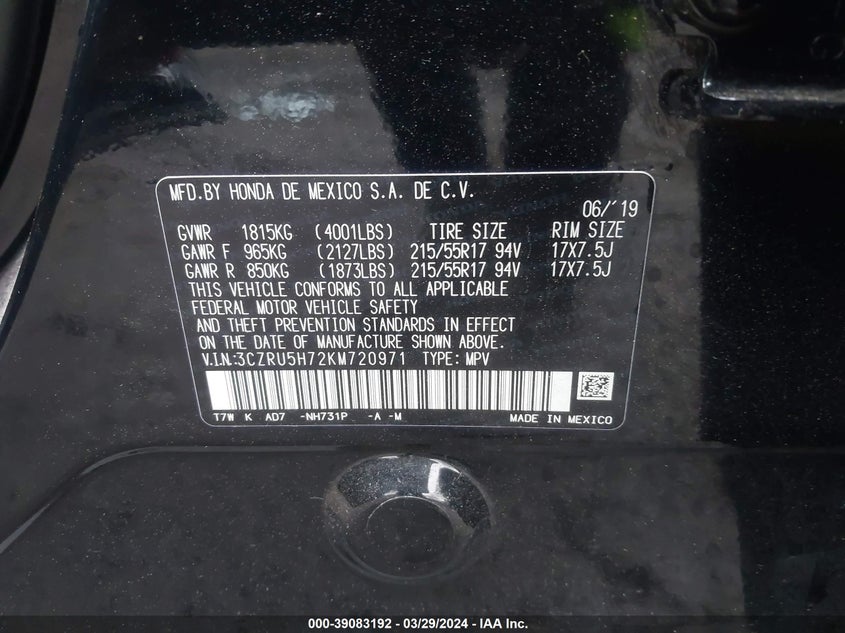 MFD.BY HONDA DE MEXICO S.A. DE C.V.
06/'19
GVWR 1815KG (4001LBS) TIRE SIZE RIM SIZE
GAWR F 965KG (2127LBS) 215/55R17 94V 17X7.5J
GAWR R 850KG (1873LBS) 215/55R17 94V 17X7.5J
THIS VEHICLE CONFORMS TO ALL APPLICABLE
FEDERAL MOTOR VEHICLE SAFETY
AND THEFT PREVENTION STANDARDS IN EFFECT
ON THE DATE OF MANUFACTURE SHOWN ABOVE.
V.I.N:3CZRU5H72KM720971 TYPE: MPV
T7W K AD7 -NH731P -A -M MADE IN MEXICO
000-39083192 / 03/29/2024 - IAA Inc.